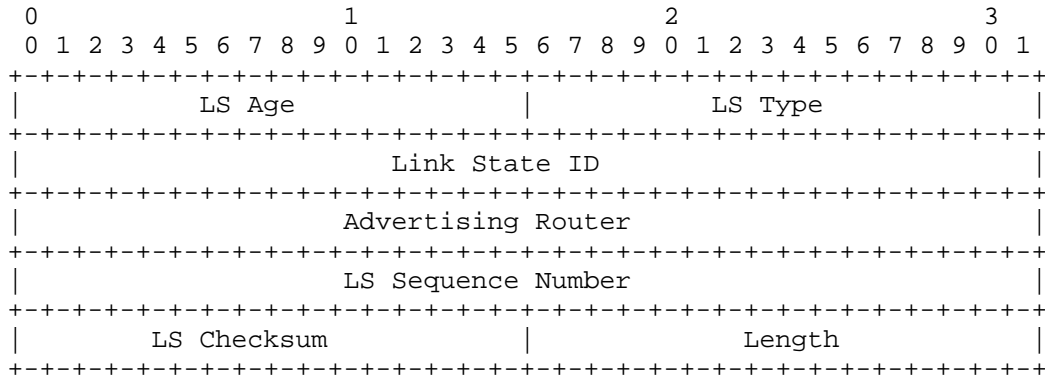 0                   1                   2                   3
 0 1 2 3 4 5 6 7 8 9 0 1 2 3 4 5 6 7 8 9 0 1 2 3 4 5 6 7 8 9 0 1
+-+-+-+-+-+-+-+-+-+-+-+-+-+-+-+-+-+-+-+-+-+-+-+-+-+-+-+-+-+-+-+-+
|           LS Age              |           LS Type             |
+-+-+-+-+-+-+-+-+-+-+-+-+-+-+-+-+-+-+-+-+-+-+-+-+-+-+-+-+-+-+-+-+
|                       Link State ID                           |
+-+-+-+-+-+-+-+-+-+-+-+-+-+-+-+-+-+-+-+-+-+-+-+-+-+-+-+-+-+-+-+-+
|                    Advertising Router                         |
+-+-+-+-+-+-+-+-+-+-+-+-+-+-+-+-+-+-+-+-+-+-+-+-+-+-+-+-+-+-+-+-+
|                    LS Sequence Number                         |
+-+-+-+-+-+-+-+-+-+-+-+-+-+-+-+-+-+-+-+-+-+-+-+-+-+-+-+-+-+-+-+-+
|        LS Checksum            |             Length            |
+-+-+-+-+-+-+-+-+-+-+-+-+-+-+-+-+-+-+-+-+-+-+-+-+-+-+-+-+-+-+-+-+